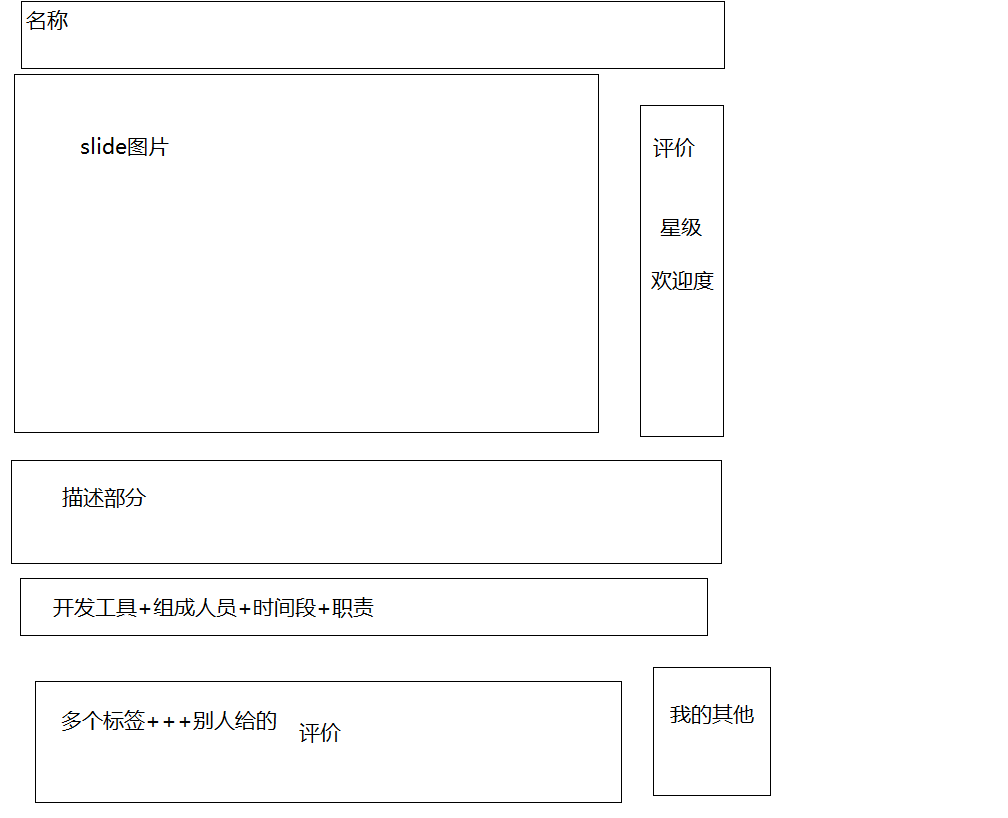 名称
slide图片
评价
星级
欢迎度
描述部分
开发工具+组成人员+时间段+职责
多个标签+++别人给的 评价
我的其他